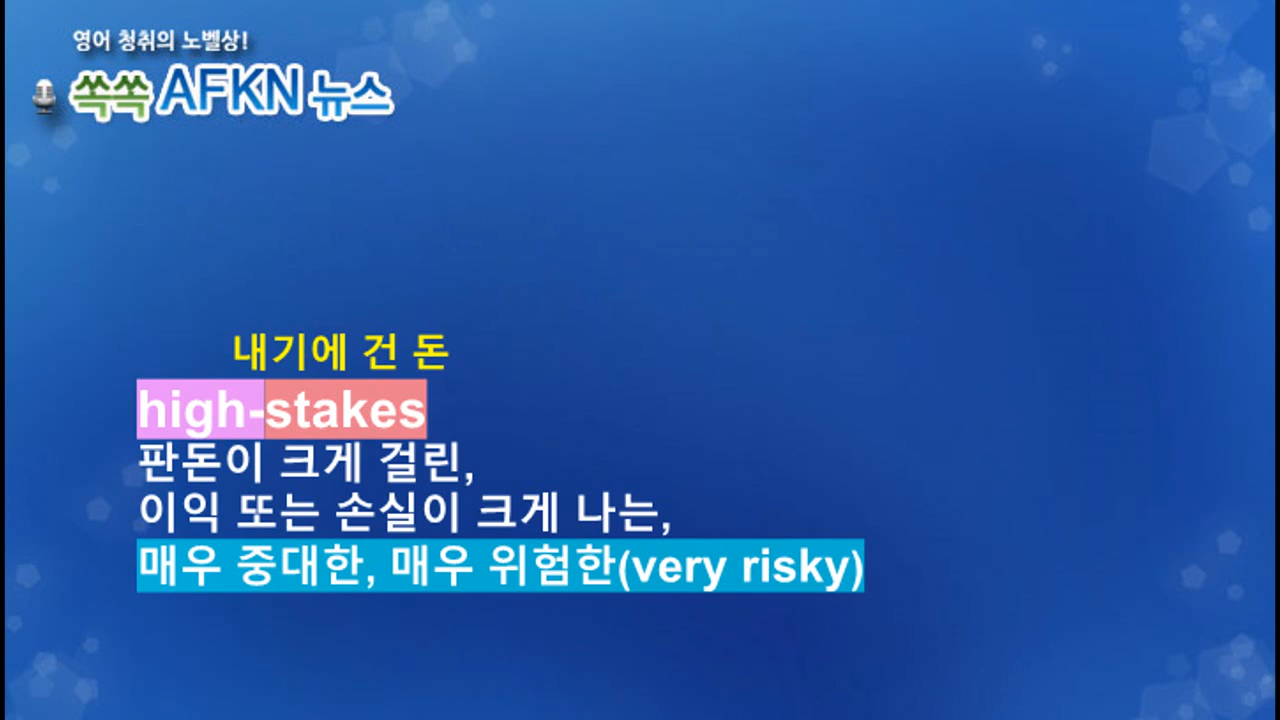 영어 청취의 노벨상!
쏙쏙 AFKN 뉴스
내기에 건 돈
high-stakes
판돈이 크게 걸린,
이익 또는 손실이 크게 나는,
매우 중대한, 매우 위험한(very risky)